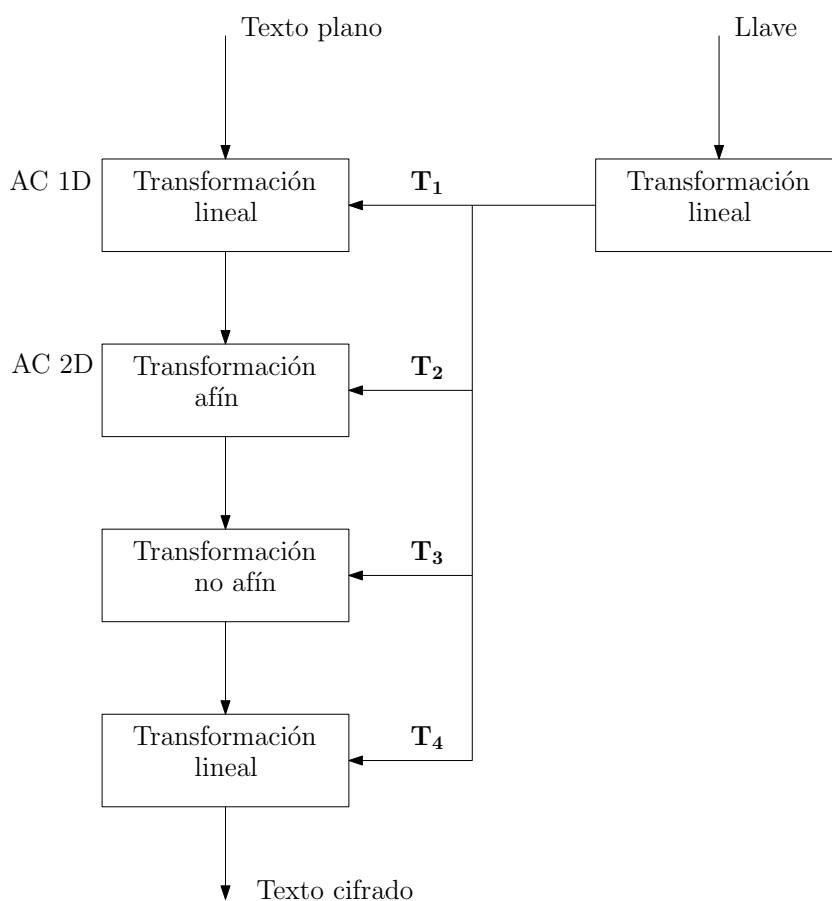 Texto plano
Llave
AC 1D
Transformación
lineal
T1
Transformación
lineal
AC 2D
Transformación
afín
T2
Transformación
no afín
T3
Transformación
lineal
T4
Texto cifrado